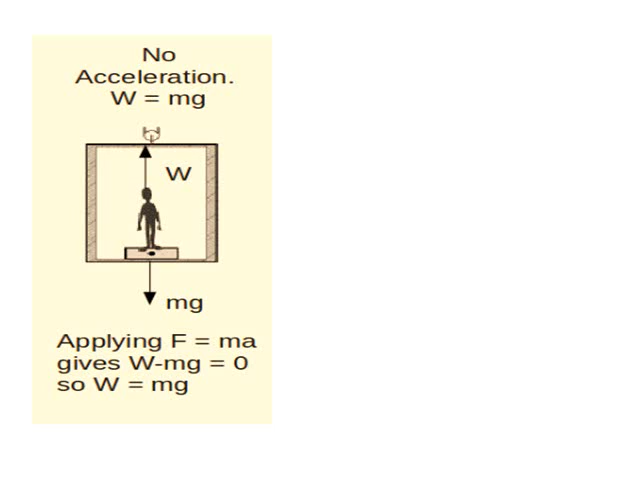 No
Acceleration.
W = mg
W
mg
Applying F = ma
gives W-mg = 0
so W = mg